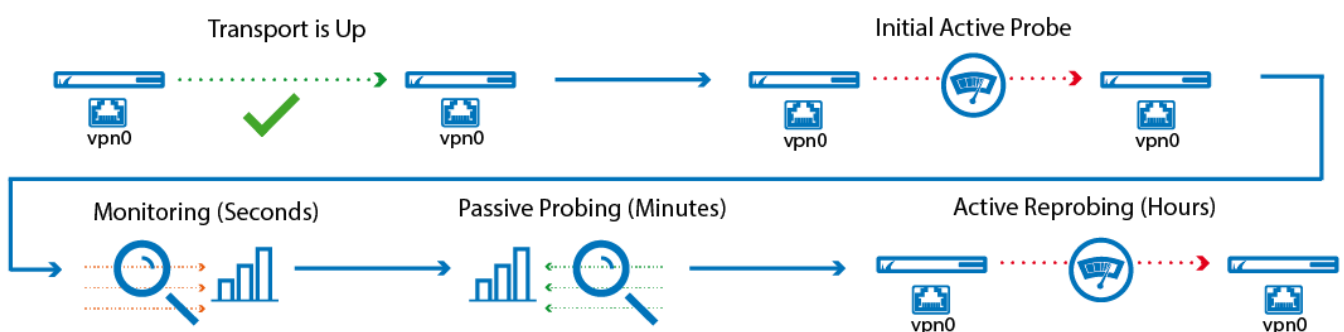 Transport is Up
Initial Active Probe
vpn0
vpn0
vpn0
vpn0
Monitoring (Seconds)
Passive Probing (Minutes)
Active Reprobing (Hours)
vpn0
vpn0